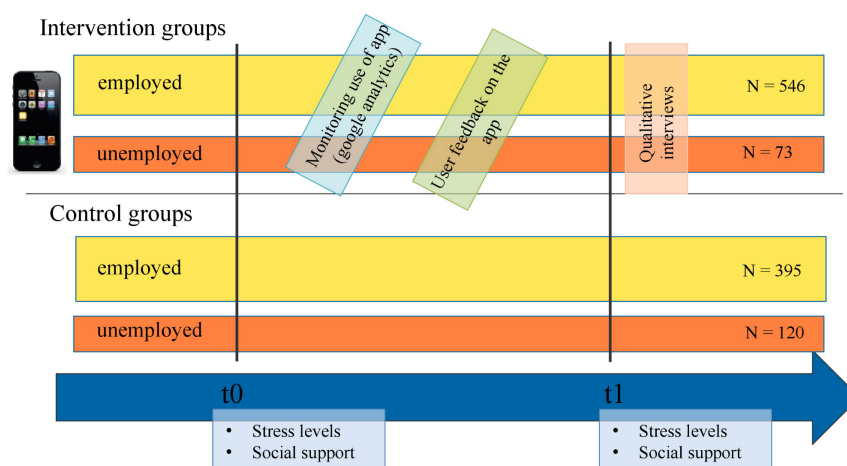 Intervention groups
employed
N = 546
unemployed
N = 73
Monitoring use of app
(google analytics)
User feedback on the
app
Qualitative
interviews
Control groups
employed
N = 395
unemployed
N = 120
t0
t1
• Stress levels
• Social support
• Stress levels
• Social support